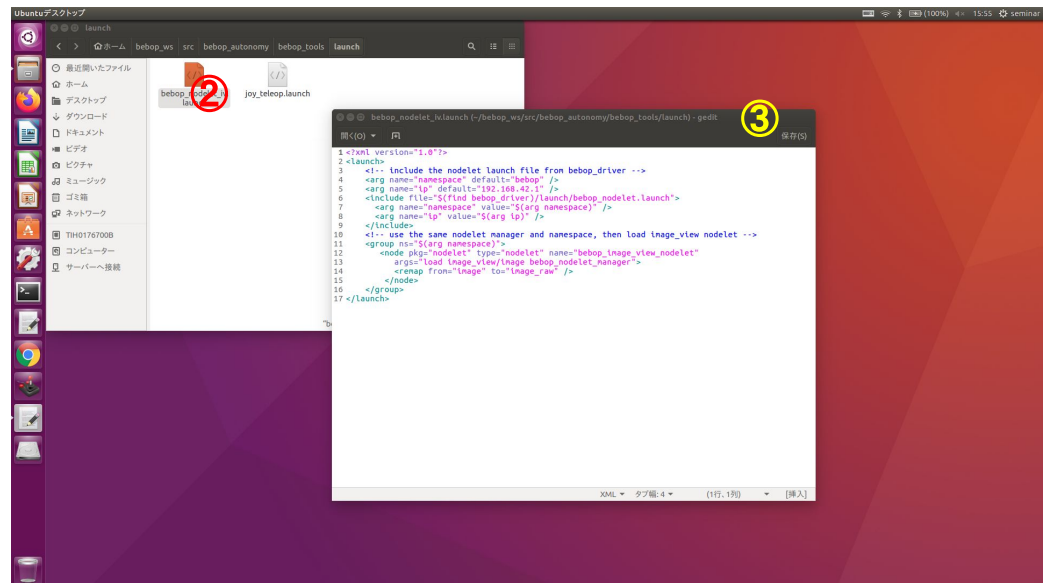 Ubuntuデスクトップ
(100%) 15:55 seminar
launch
ホーム bebop_ws src bebop_autonomy bebop_tools launch
最近開いたファイル
ホーム
デスクトップ
ダウンロード
ドキュメント
ビデオ
ピクチャ
ミュージック
ゴミ箱
ネットワーク
TIH0176700B
コンピューター
サーバーへ接続
②
joy_teleop.launch
③
bebop_nodelet_iv.launch (~/bebop_ws/src/bebop_autonomy/bebop_tools/launch) - gedit
開く(O) 保存(S)
1 <?xml version="1.0"?>
2 <launch>
3 <!-- include the nodelet launch file from bebop_driver -->
4 <arg name="namespace" default="bebop" />
5 <arg name="ip" default="192.168.42.1" />
6 <include file="$(find bebop_driver)/launch/bebop_nodelet.launch">
7 <arg name="namespace" value="$(arg namespace)" />
8 <arg name="ip" value="$(arg ip)" />
9 </include>
10 <!-- use the same nodelet manager and namespace, then load image_view nodelet -->
11 <group ns="$(arg namespace)">
12 <node pkg="nodelet" type="nodelet" name="bebop_image_view_nodelet"
13 args="load image_view/image bebop_nodelet_manager">
14 <remap from="image" to="image_raw" />
15 </node>
16 </group>
17 </launch>
XML タブ幅: 4 (1行、1列) [挿入]